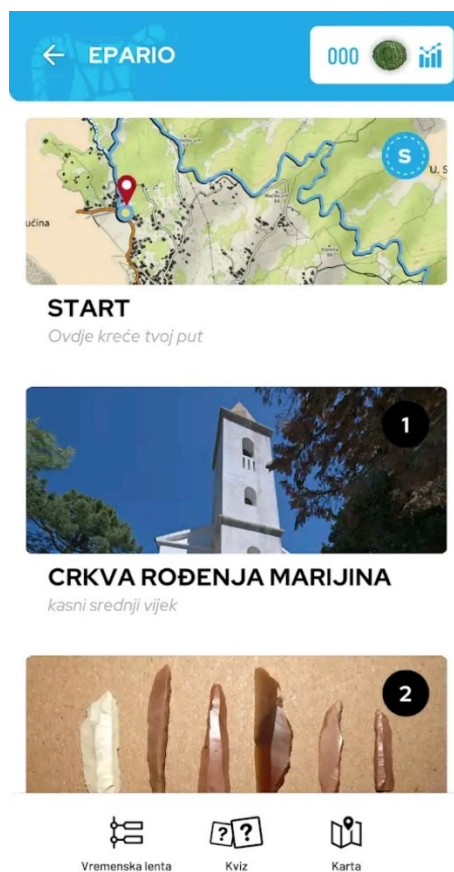 EPARIO
000
S
U. S
ućina
START
Ovdje kreće tvoj put
1
CRKVA ROĐENJA MARIJINA
kasni srednji vijek
2
Vremenska lenta
Kviz
Karta